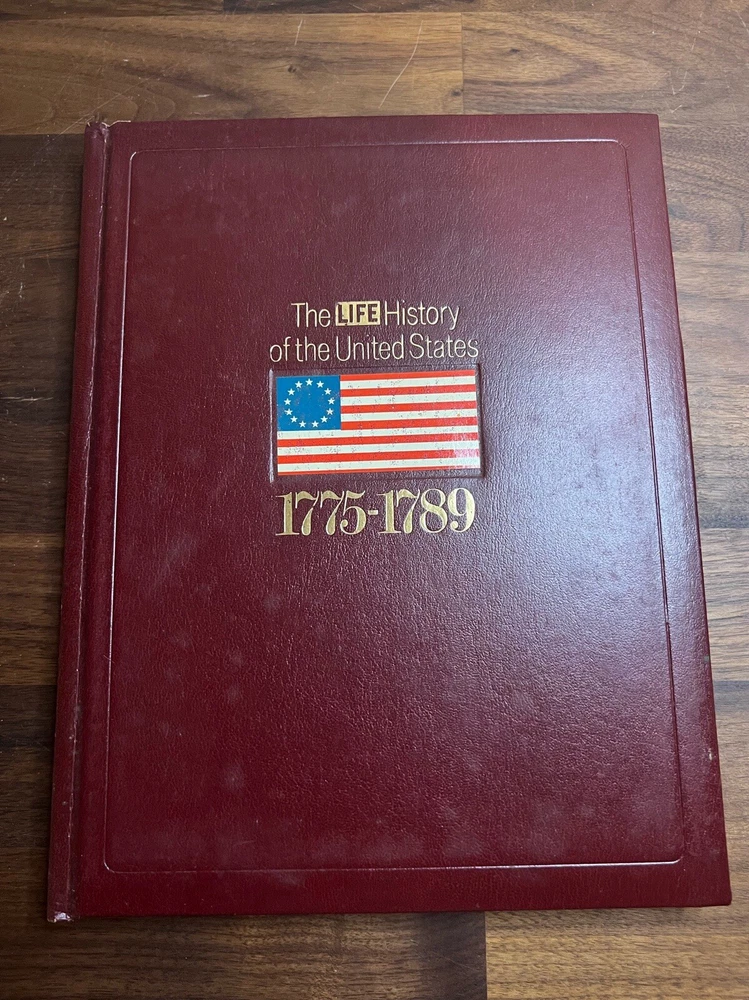 The LIFE History
of the United States
1775-1789